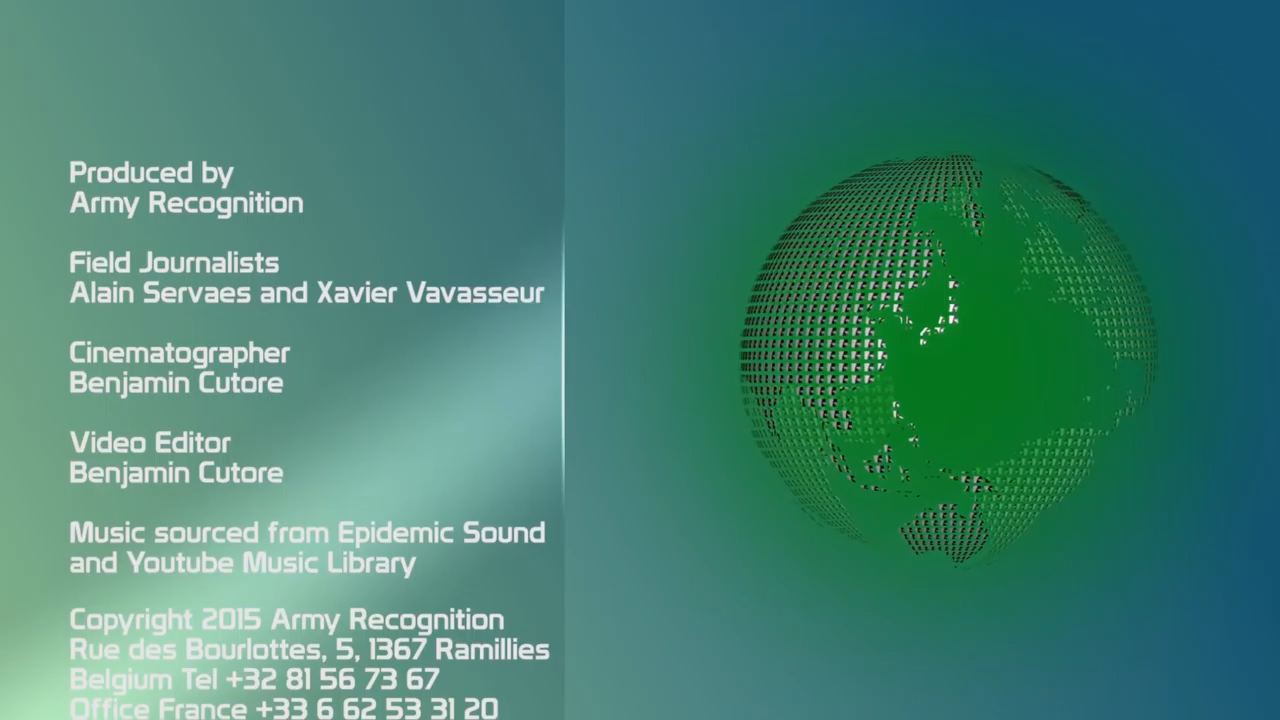 Produced by
Army Recognition
Field Journalists
Alain Servaes and Xavier Vavasseur
Cinematographer
Benjamin Cutore
Video Editor
Benjamin Cutore
Music sourced from Epidemic Sound
and Youtube Music Library
Copyright 2015 Army Recognition
Rue des Bourlottes, 5, 1367 Ramillies
Belgium Tel +32 81 56 73 67
Office France +33 6 62 53 31 20